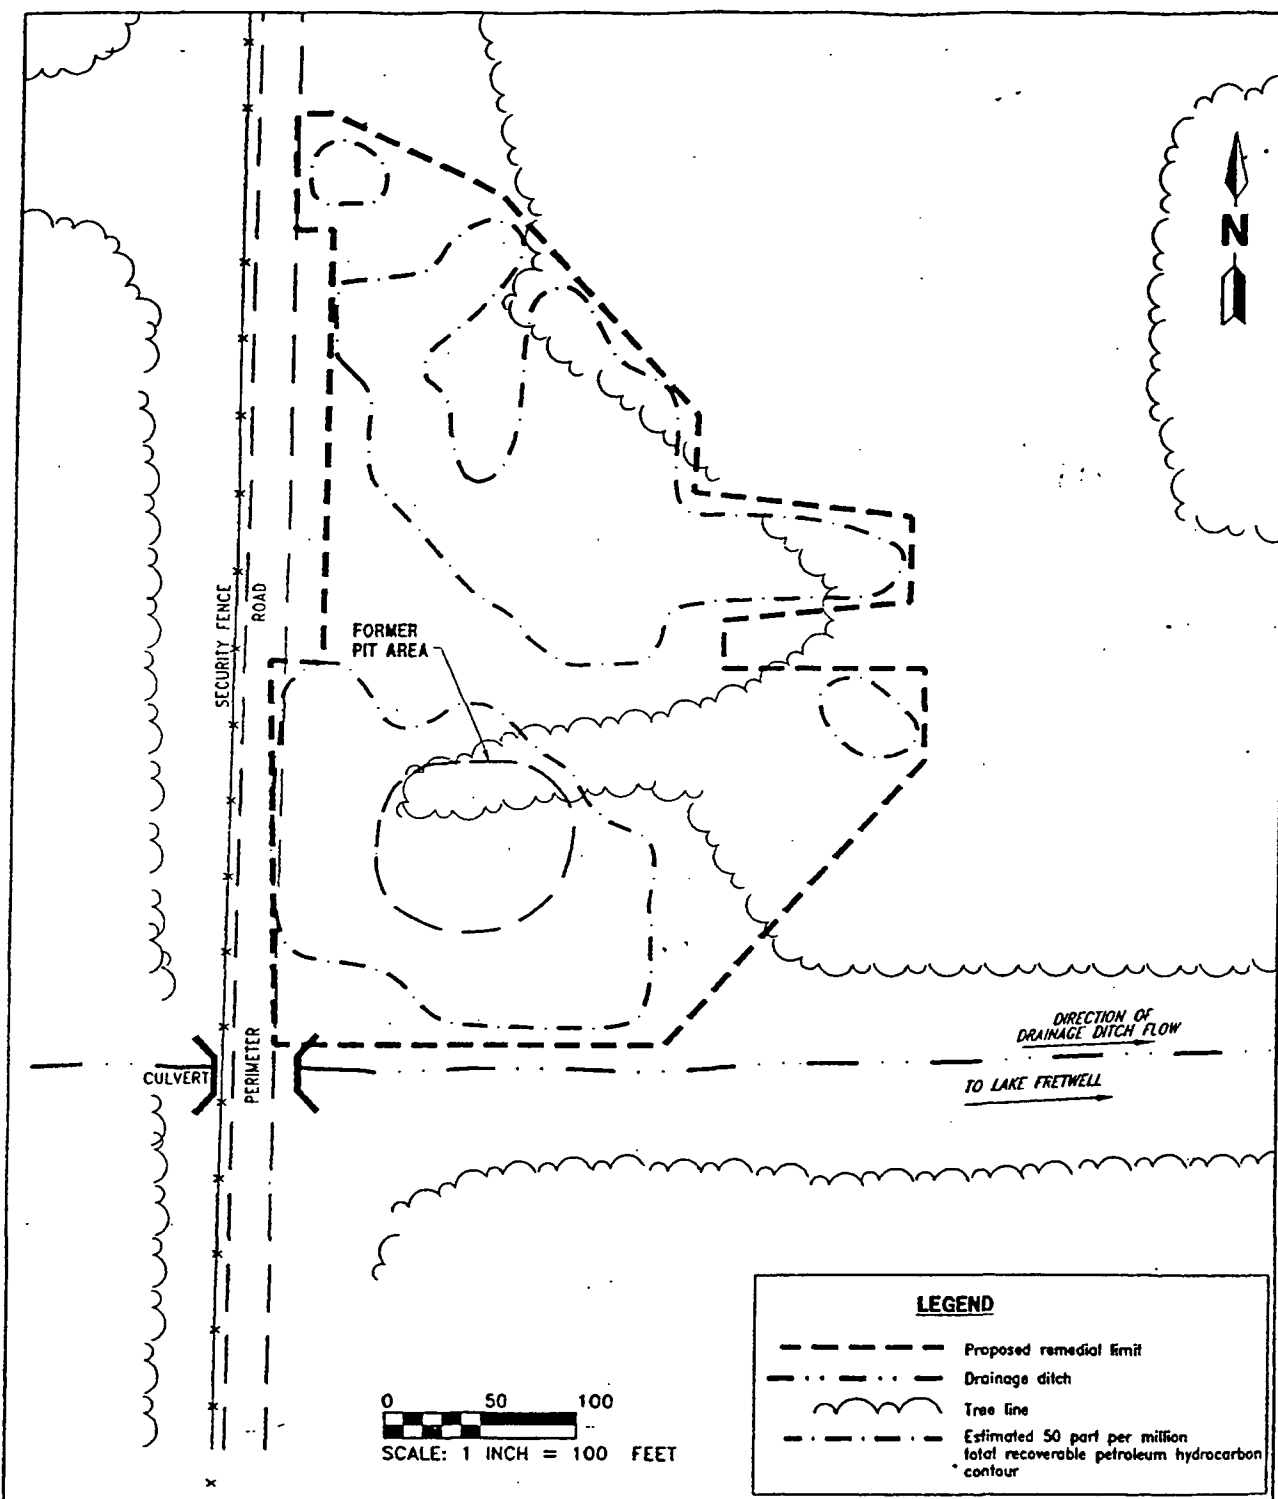 N
SECURITY FENCE
ROAD
FORMER
PIT AREA
PERIMETER
CULVERT
DIRECTION OF
DRAINAGE DITCH FLOW
TO LAKE FRETWELL
0 50 100
SCALE: 1 INCH = 100 FEET
LEGEND
Proposed remedial limit
Drainage ditch
Tree line
Estimated 50 part per million
total recoverable petroleum hydrocarbon
contour